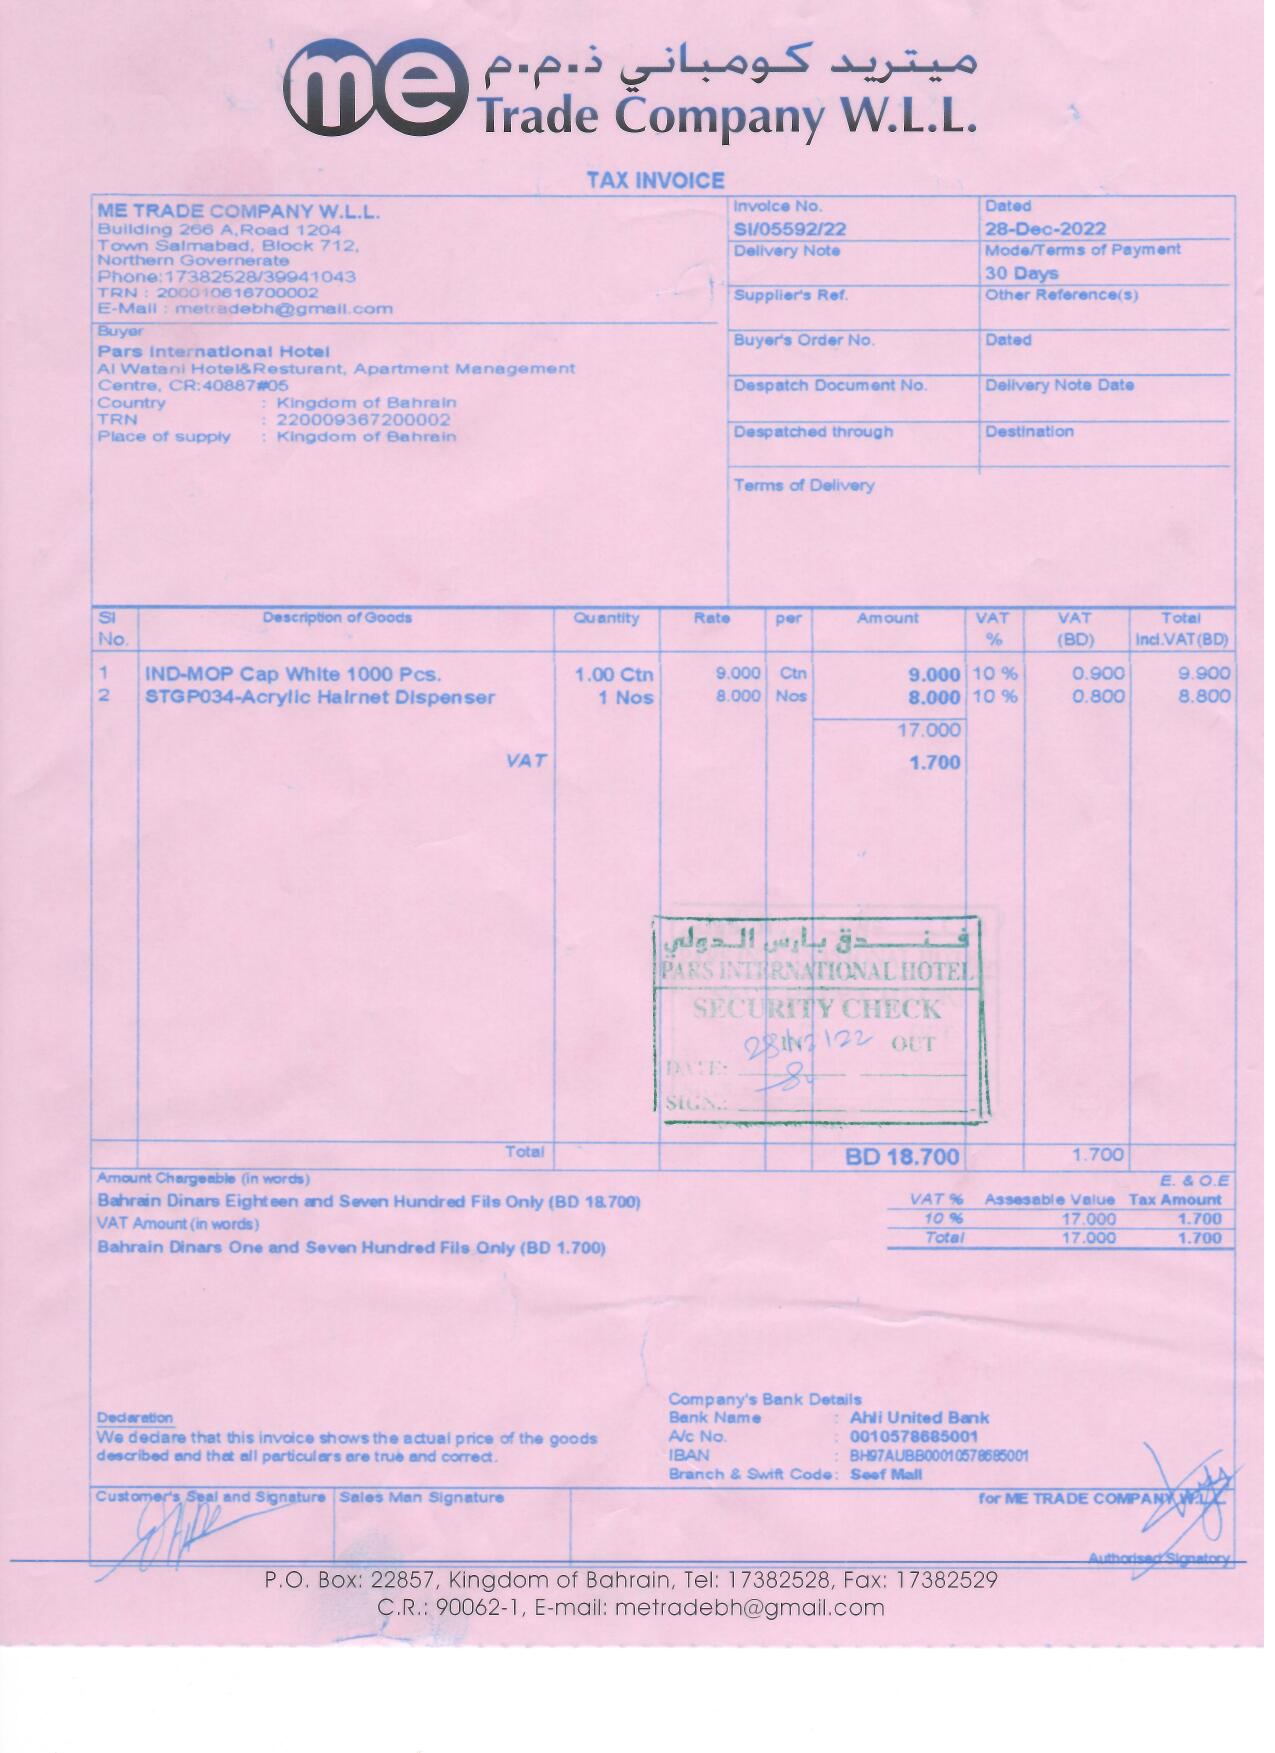 me ميتريد كومباني ذ.م.م
Trade Company W.L.L.
TAX INVOICE
ME TRADE COMPANY W.L.L.
Building 266 A,Road 1204
Town Salmabad, Block 712,
Northern Governerate
Phone:17382528/39941043
TRN : 200010616700002
E-Mail : metradebh@gmail.com
Invoice No. Dated
SI/05592/22 28-Dec-2022
Delivery Note Mode/Terms of Payment
30 Days
Supplier's Ref. Other Reference(s)
Buyer's Order No. Dated
Despatch Document No. Delivery Note Date
Despatched through Destination
Terms of Delivery
Buyer
Pars International Hotel
Al Watani Hotel&Resturant, Apartment Management
Centre, CR:40887#05
Country : Kingdom of Bahrain
TRN : 220009367200002
Place of supply : Kingdom of Bahrain
SI No. Description of Goods Quantity Rate per Amount VAT % VAT (BD) Total Incl.VAT(BD)
1 IND-MOP Cap White 1000 Pcs. 1.00 Ctn 9.000 Ctn 9.000 10 % 0.900 9.900
2 STGP034-Acrylic Hairnet Dispenser 1 Nos 8.000 Nos 8.000 10 % 0.800 8.800
17.000
VAT 1.700
فندق بارس الدولي
PARS INTERNATIONAL HOTEL
SECURITY CHECK
IN OUT
DATE:
SIGN.:
Total BD 18.700 1.700
Amount Chargeable (in words) E. & O.E
Bahrain Dinars Eighteen and Seven Hundred Fils Only (BD 18.700)
VAT Amount (in words)
Bahrain Dinars One and Seven Hundred Fils Only (BD 1.700)
VAT % Assesable Value Tax Amount
10 % 17.000 1.700
Total 17.000 1.700
Company's Bank Details
Bank Name : Ahli United Bank
A/c No. : 0010578685001
IBAN : BH97AUBB00010578685001
Branch & Swift Code : Seef Mall
Declaration
We declare that this invoice shows the actual price of the goods
described and that all particulars are true and correct.
Customer's Seal and Signature Sales Man Signature for ME TRADE COMPANY W.L.L.
Authorised Signatory
P.O. Box: 22857, Kingdom of Bahrain, Tel: 17382528, Fax: 17382529
C.R.: 90062-1, E-mail: metradebh@gmail.com